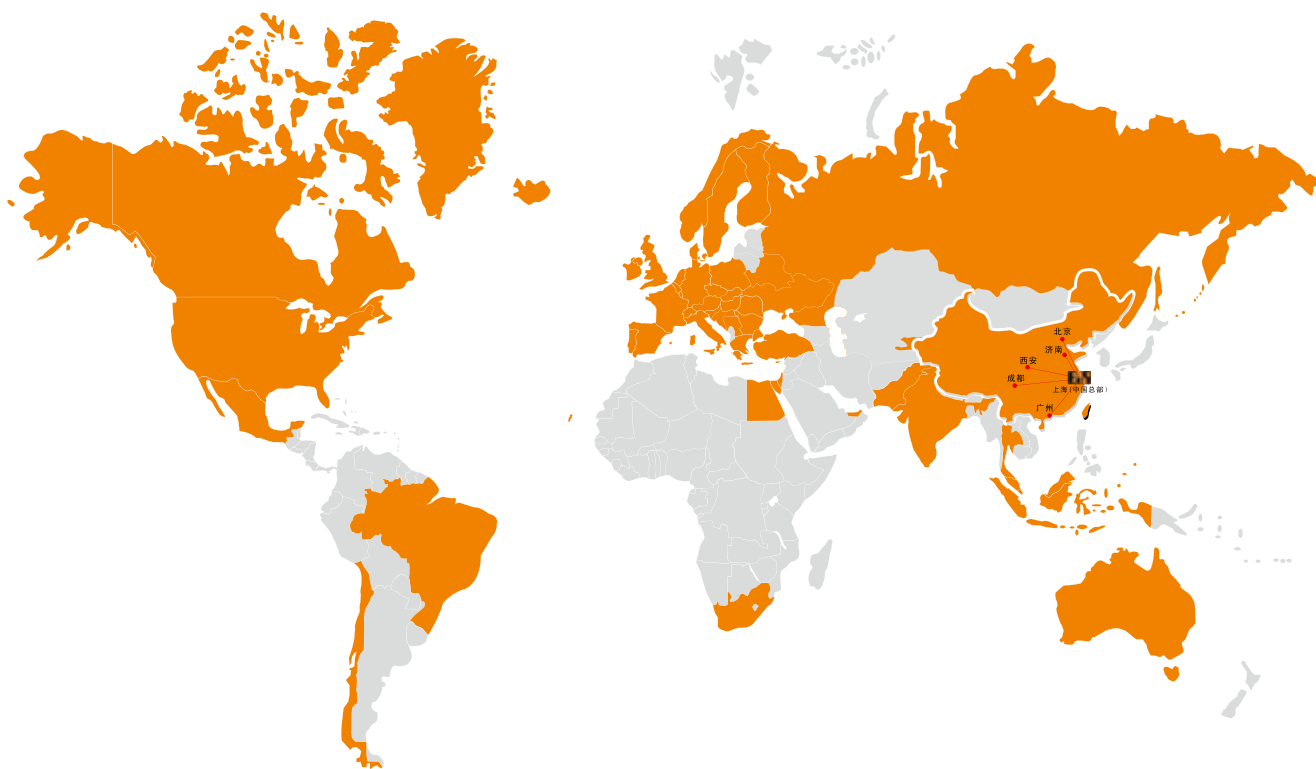 北京
济南
西安
成都
上海(中国总部)
广州